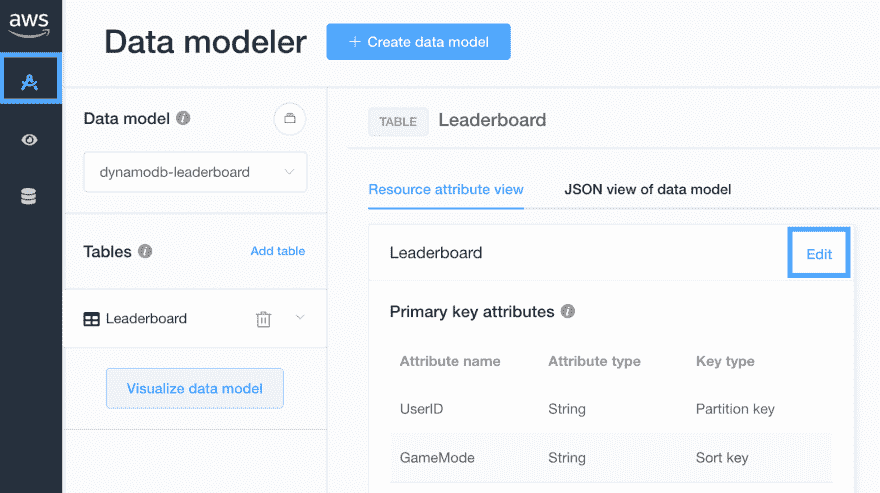 aws
Data modeler
+ Create data model
Data model
dynamodb-leaderboard
Tables
Add table
Leaderboard
Visualize data model
TABLE Leaderboard
Resource attribute view JSON view of data model
Leaderboard Edit
Primary key attributes
Attribute name Attribute type Key type
UserID String Partition key
GameMode String Sort key